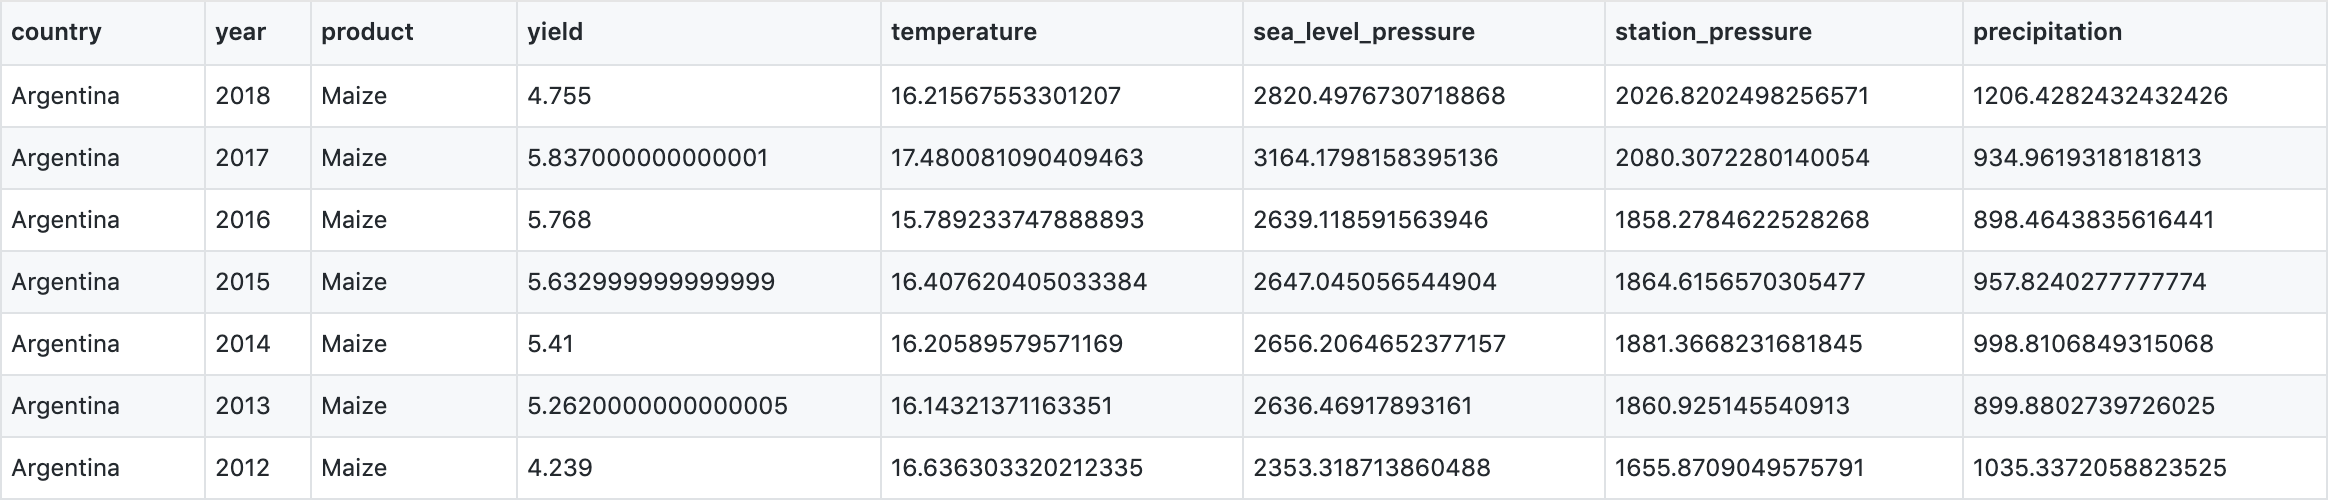 country year product yield temperature sea_level_pressure station_pressure precipitation
Argentina 2018 Maize 4.755 16.21567553301207 2820.4976730718868 2026.8202498256571 1206.4282432432426
Argentina 2017 Maize 5.837000000000001 17.480081090409463 3164.1798158395136 2080.3072280140054 934.9619318181813
Argentina 2016 Maize 5.768 15.789233747888893 2639.118591563946 1858.2784622528268 898.4643835616441
Argentina 2015 Maize 5.632999999999999 16.407620405033384 2647.045056544904 1864.6156570305477 957.8240277777774
Argentina 2014 Maize 5.41 16.20589579571169 2656.2064652377157 1881.3668231681845 998.8106849315068
Argentina 2013 Maize 5.2620000000000005 16.14321371163351 2636.46917893161 1860.925145540913 899.8802739726025
Argentina 2012 Maize 4.239 16.636303320212335 2353.318713860488 1655.8709049575791 1035.3372058823525